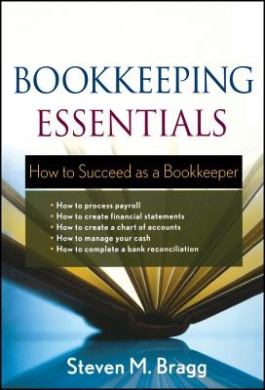 BOOKKEEPING
ESSENTIALS
How to Succeed as a Bookkeeper
• How to process payroll
• How to create financial statements
• How to create a chart of accounts
• How to manage your cash
• How to complete a bank reconciliation
Steven M. Bragg